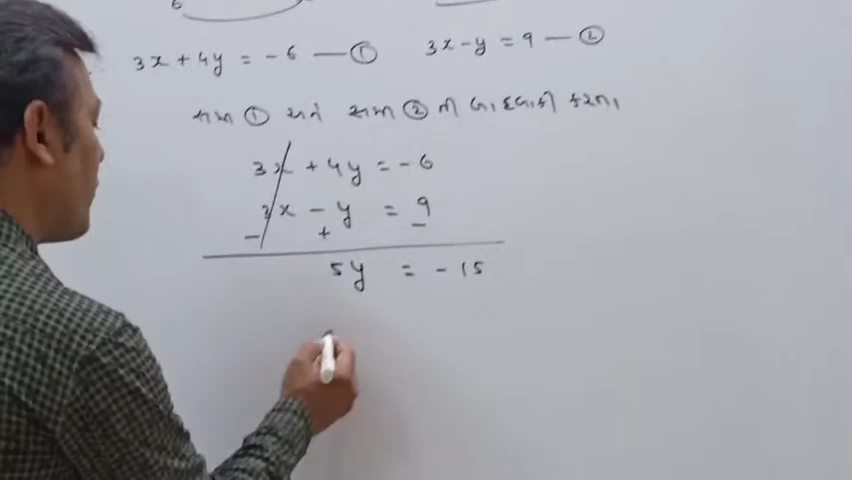 3x + 4y = - 6 — ① 3x - y = 9 — ②
સમી ① અને સમી ② ની બાદબાકી કરતા,
3x + 4y = - 6
3x - y = 9
- + -
5y = - 15